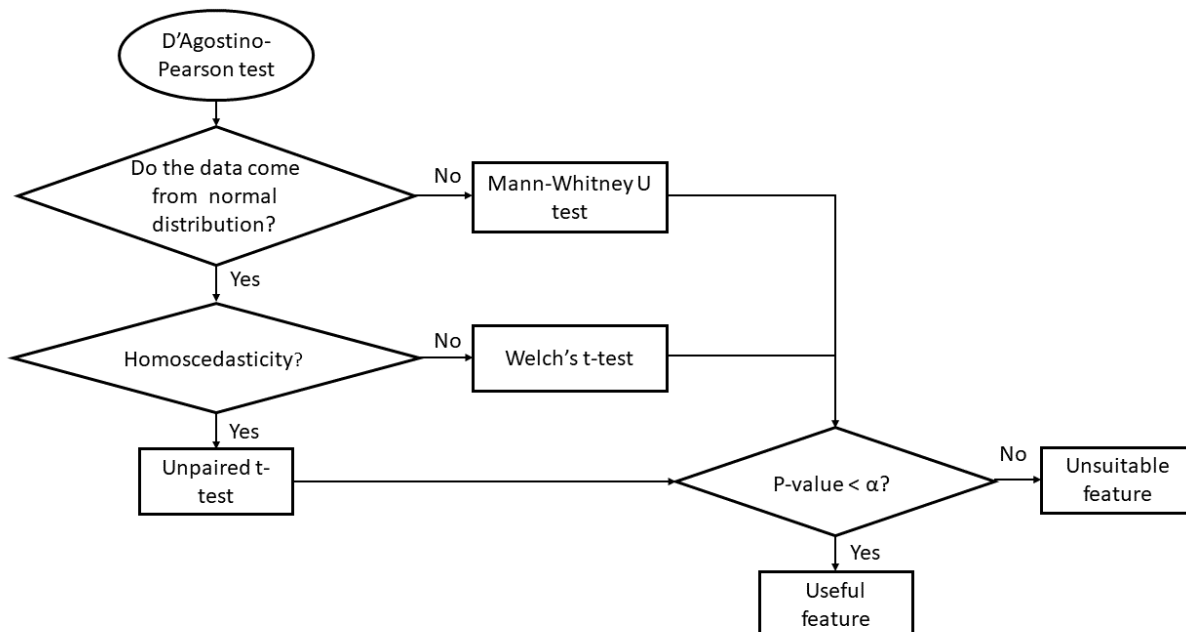 D'Agostino-
Pearson test
Do the data come
from normal
distribution?
No
Mann-Whitney U
test
Yes
Homoscedasticity?
No
Welch's t-test
Yes
Unpaired t-
test
P-value < α?
No
Unsuitable
feature
Yes
Useful
feature